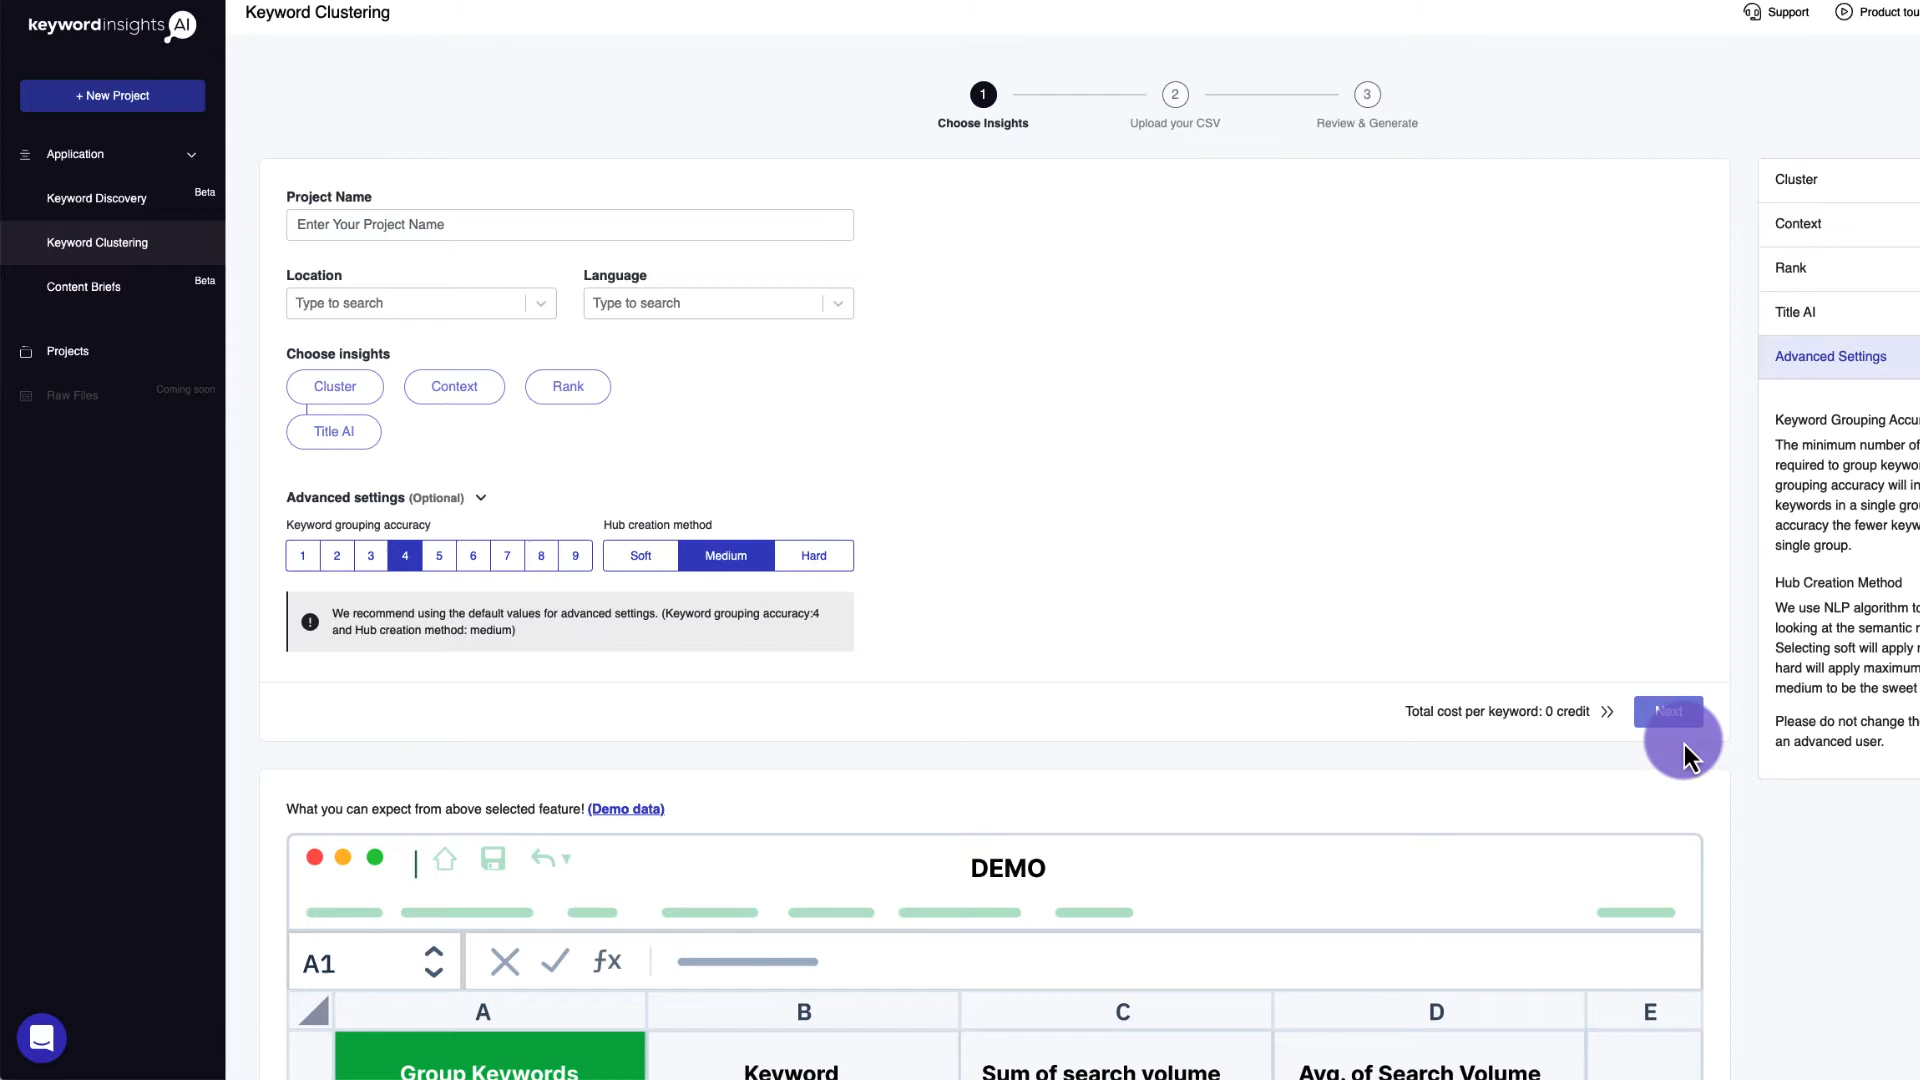 keywordinsights AI
Keyword Clustering
Support
Product tou
+ New Project
1
2
3
Choose Insights
Upload your CSV
Review & Generate
Application
Keyword Discovery
Beta
Keyword Clustering
Content Briefs
Beta
Projects
Raw Files
Coming soon
Project Name
Enter Your Project Name
Location
Language
Type to search
Type to search
Choose insights
Cluster
Context
Rank
Title AI
Advanced settings (Optional)
Keyword grouping accuracy
Hub creation method
1 2 3 4 5 6 7 8 9
Soft Medium Hard
We recommend using the default values for advanced settings. (Keyword grouping accuracy:4
and Hub creation method: medium)
Total cost per keyword: 0 credit
Next
Cluster
Context
Rank
Title AI
Advanced Settings
Keyword Grouping Accu
The minimum number of
required to group keywo
grouping accuracy will in
keywords in a single gro
accuracy the fewer keyw
single group.
Hub Creation Method
We use NLP algorithm to
looking at the semantic r
Selecting soft will apply
hard will apply maximum
medium to be the sweet
Please do not change the
an advanced user.
What you can expect from above selected feature! (Demo data)
DEMO
A1
fx
A B C D E
Group Keywords
Keyword
Sum of search volume
Avg. of Search Volume